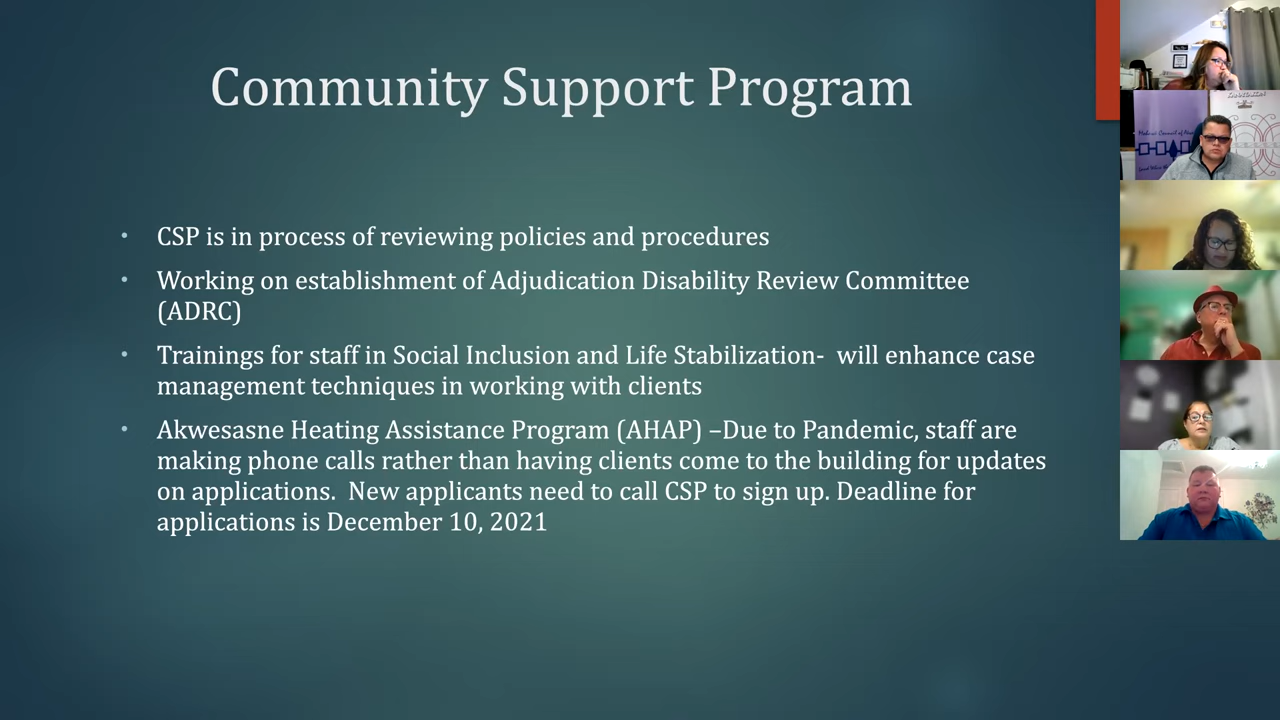 Community Support Program
• CSP is in process of reviewing policies and procedures
• Working on establishment of Adjudication Disability Review Committee
(ADRC)
• Trainings for staff in Social Inclusion and Life Stabilization-  will enhance case
management techniques in working with clients
• Akwesasne Heating Assistance Program (AHAP) –Due to Pandemic, staff are
making phone calls rather than having clients come to the building for updates
on applications.  New applicants need to call CSP to sign up. Deadline for
applications is December 10, 2021
Mohawk Council of